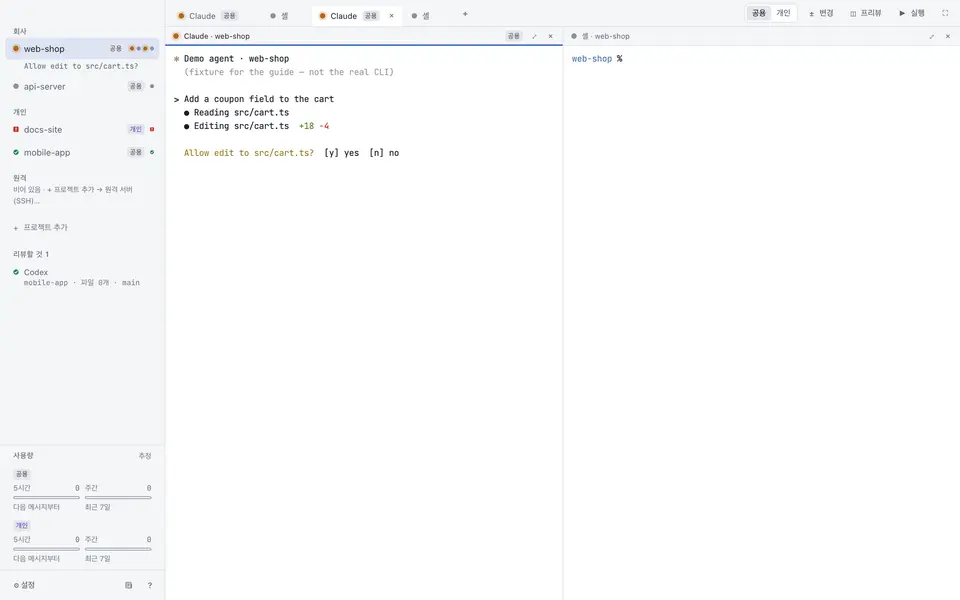 회사
web-shop 공용
Allow edit to src/cart.ts?
api-server 공용
개인
docs-site 개인
mobile-app 공용
원격
비어 있음 · + 프로젝트 추가 → 원격 서버
(SSH)…
+ 프로젝트 추가
리뷰할 것 1
Codex
mobile-app · 파일 0개 · main
사용량 추정
공용
5시간 0 주간 0
다음 메시지부터 최근 7일
개인
5시간 0 주간 0
다음 메시지부터 최근 7일
설정 ?
Claude 공용 셸 Claude 공용 × 셸 +
공용 개인 ± 변경 프리뷰 ▶ 실행
Claude · web-shop 공용 ×
* Demo agent · web-shop
(fixture for the guide — not the real CLI)
> Add a coupon field to the cart
● Reading src/cart.ts
● Editing src/cart.ts +18 -4
Allow edit to src/cart.ts? [y] yes [n] no
셸 · web-shop ×
web-shop %